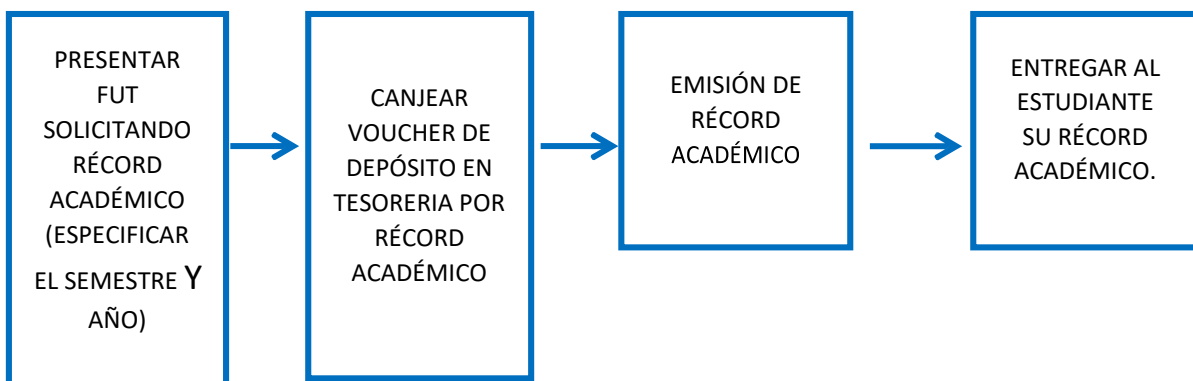 PRESENTAR
FUT
SOLICITANDO
RÉCORD
ACADÉMICO
(ESPECIFICAR
EL SEMESTRE Y
AÑO)
CANJEAR
VOUCHER DE
DEPÓSITO EN
TESORERIA POR
RÉCORD
ACADÉMICO
EMISIÓN DE
RÉCORD
ACADÉMICO
ENTREGAR AL
ESTUDIANTE
SU RÉCORD
ACADÉMICO.